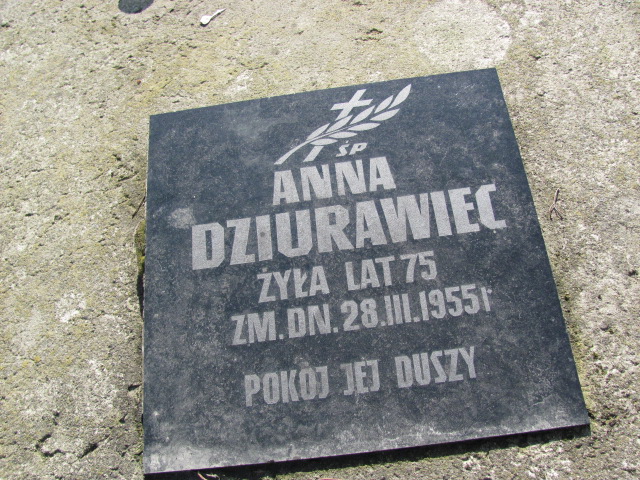 ŚP
ANNA
DZIURAWIEC
ŻYŁA LAT 75
ZM. DN. 28.III.1955 r
POKÓJ JEJ DUSZY